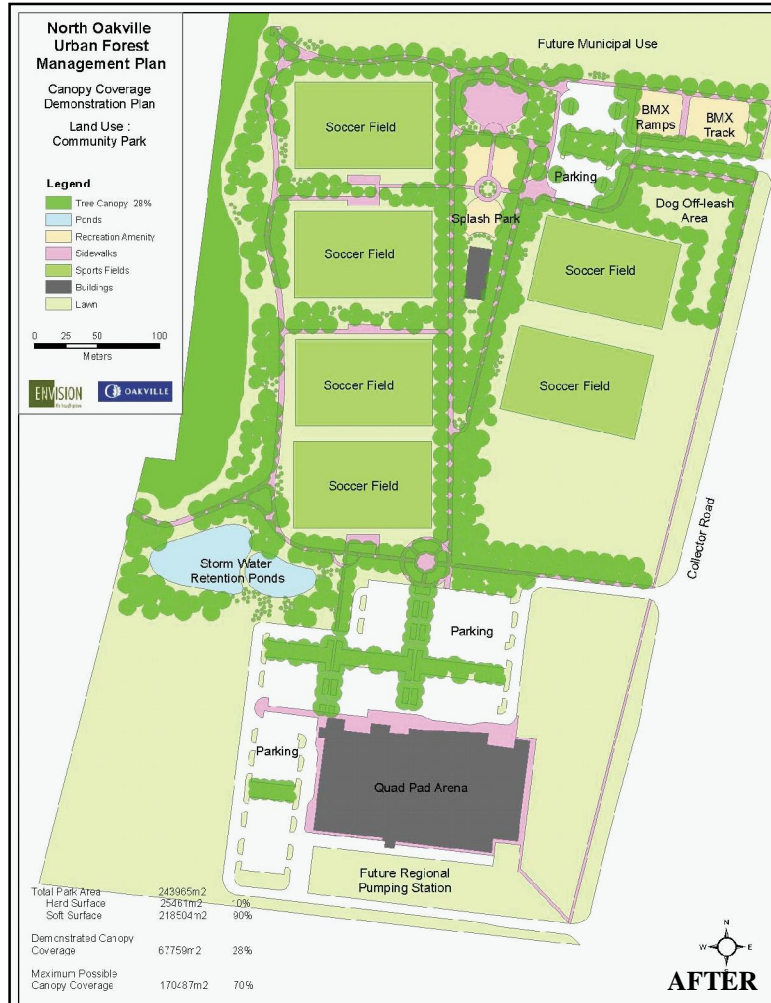 North Oakville
Urban Forest
Management Plan
Canopy Coverage
Demonstration Plan
Land Use :
Community Park
Legend
Tree Canopy 28%
Ponds
Recreation Amenity
Sidewalks
Sports Fields
Buildings
Lawn
0 25 50 100
Meters
ENVISION
OAKVILLE
Future Municipal Use
Soccer Field
BMX
Ramps
BMX
Track
Parking
Dog Off-leash
Area
Splash Park
Soccer Field
Soccer Field
Soccer Field
Soccer Field
Soccer Field
Storm Water
Retention Ponds
Collector Road
Parking
Parking
Quad Pad Arena
Future Regional
Pumping Station
Total Park Area 243965m2
Hard Surface 25461m2 10%
Soft Surface 218504m2 90%
Demonstrated Canopy
Coverage 67759m2 28%
Maximum Possible
Canopy Coverage 170487m2 70%
N
W E
S
AFTER